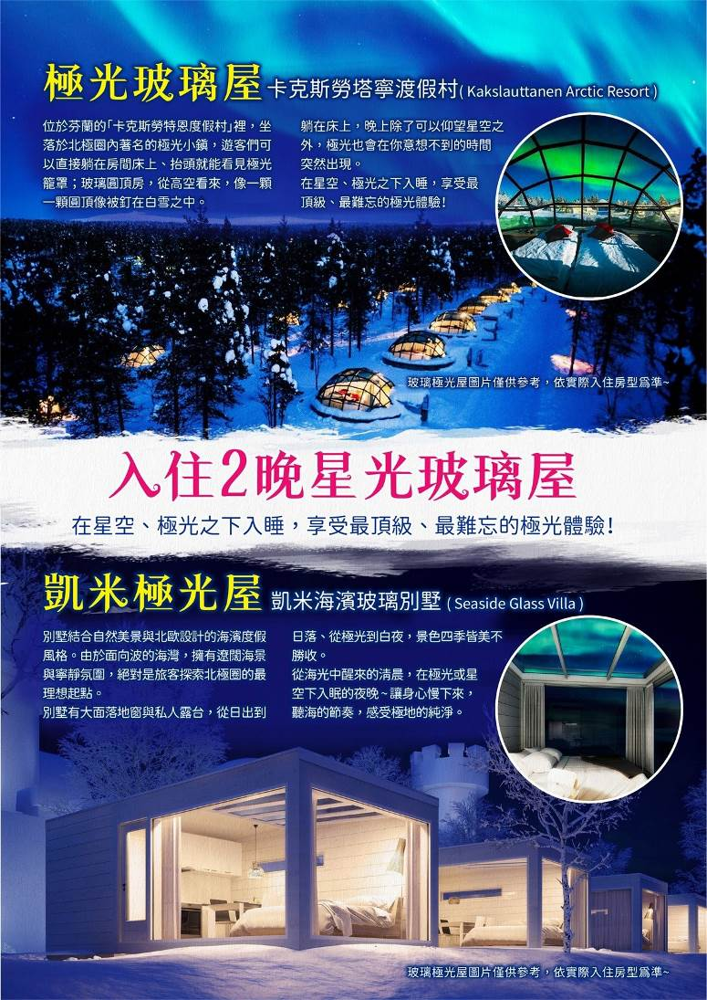 極光玻璃屋 卡克斯勞塔寧渡假村( Kakslauttanen Arctic Resort )
位於芬蘭的「卡克斯勞特恩度假村」裡，坐
落於北極圈內著名的極光小鎮，遊客們可
以直接躺在房間床上、抬頭就能看見極光
籠罩；玻璃圓頂房，從高空看來，像一顆
一顆圓頂像被釘在白雪之中。
躺在床上，晚上除了可以仰望星空之
外，極光也會在你意想不到的時間
突然出現。
在星空、極光之下入睡，享受最
頂級、最難忘的極光體驗！
玻璃極光屋圖片僅供參考，依實際入住房型為準~
入住2晚星光玻璃屋
在星空、極光之下入睡，享受最頂級、最難忘的極光體驗！
凱米極光屋 凱米海濱玻璃別墅 ( Seaside Glass Villa )
別墅結合自然美景與北歐設計的海濱度假
風格。由於面向波的海灣，擁有遼闊海景
與寧靜氛圍，絕對是旅客探索北極圈的最
理想起點。
別墅有大面落地窗與私人露台，從日出到
日落、從極光到白夜，景色四季皆美不
勝收。
從海光中醒來的清晨，在極光或星
空下入眠的夜晚~讓身心慢下來，
聽海的節奏，感受極地的純淨。
玻璃極光屋圖片僅供參考，依實際入住房型為準~